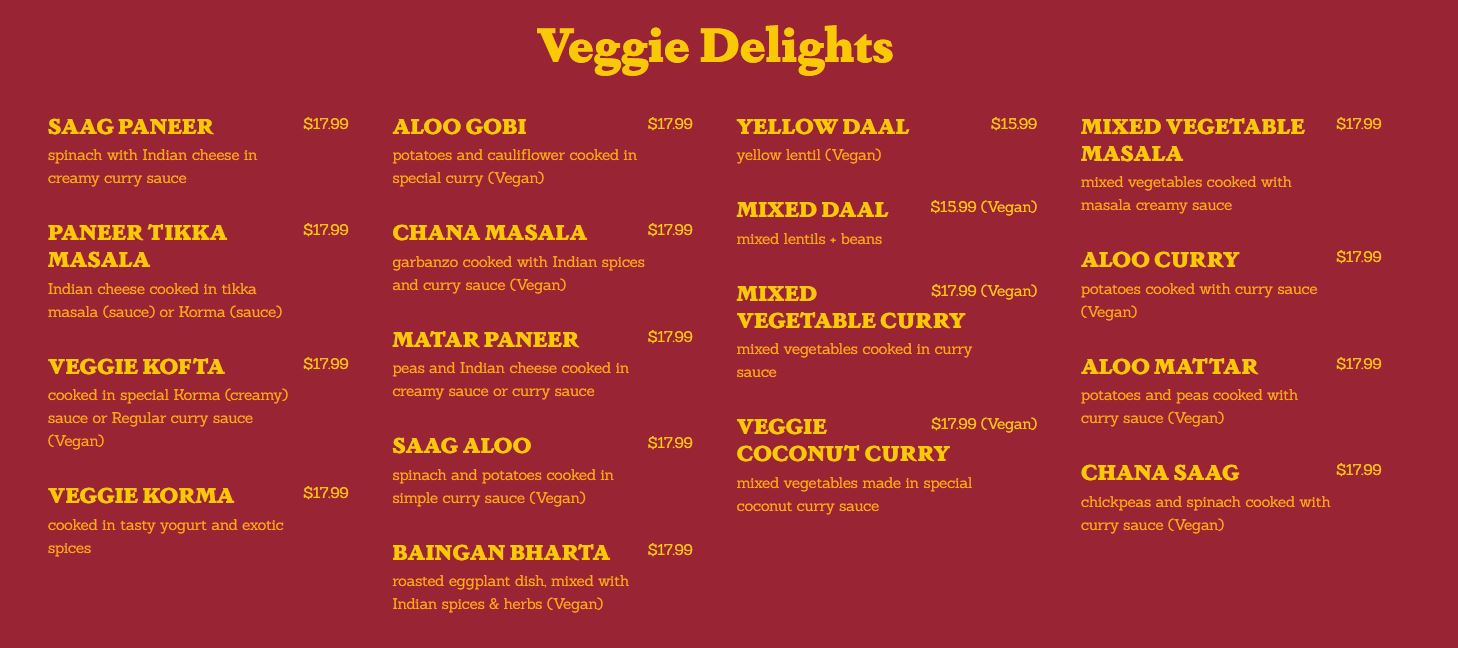 Veggie Delights
SAAG PANEER $17.99
spinach with Indian cheese in
creamy curry sauce
PANEER TIKKA $17.99
MASALA
Indian cheese cooked in tikka
masala (sauce) or Korma (sauce)
VEGGIE KOFTA $17.99
cooked in special Korma (creamy)
sauce or Regular curry sauce
(Vegan)
VEGGIE KORMA $17.99
cooked in tasty yogurt and exotic
spices
ALOO GOBI $17.99
potatoes and cauliflower cooked in
special curry (Vegan)
CHANA MASALA $17.99
garbanzo cooked with Indian spices
and curry sauce (Vegan)
MATAR PANEER $17.99
peas and Indian cheese cooked in
creamy sauce or curry sauce
SAAG ALOO $17.99
spinach and potatoes cooked in
simple curry sauce (Vegan)
BAINGAN BHARTA $17.99
roasted eggplant dish, mixed with
Indian spices & herbs (Vegan)
YELLOW DAAL $15.99
yellow lentil (Vegan)
MIXED DAAL $15.99 (Vegan)
mixed lentils + beans
MIXED $17.99 (Vegan)
VEGETABLE CURRY
mixed vegetables cooked in curry
sauce
VEGGIE $17.99 (Vegan)
COCONUT CURRY
mixed vegetables made in special
coconut curry sauce
MIXED VEGETABLE $17.99
MASALA
mixed vegetables cooked with
masala creamy sauce
ALOO CURRY $17.99
potatoes cooked with curry sauce
(Vegan)
ALOO MATTAR $17.99
potatoes and peas cooked with
curry sauce (Vegan)
CHANA SAAG $17.99
chickpeas and spinach cooked with
curry sauce (Vegan)